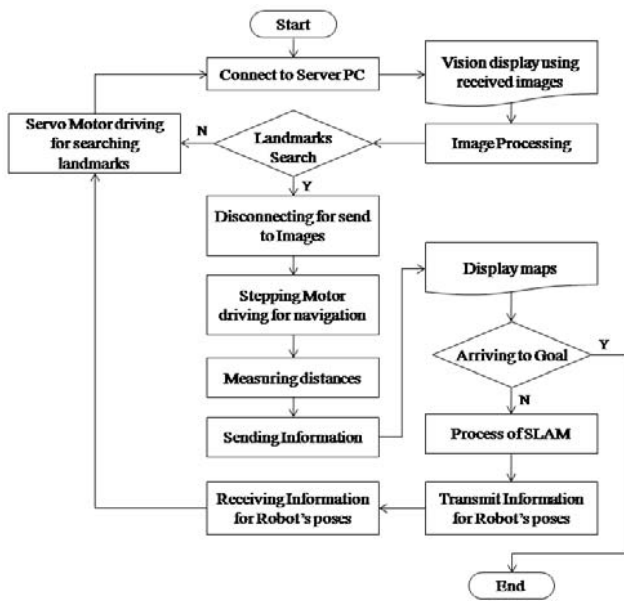 Start
Connect to Server PC
Vision display using
received images
Servo Motor driving
for searching
landmarks
N
Landmarks
Search
Image Processing
Y
Disconnecting for send
to Images
Stepping Motor
driving for navigation
Display maps
Measuring distances
Arriving to Goal
Y
N
Sending Information
Process of SLAM
Receiving Information
for Robot's poses
Transmit Information
for Robot's poses
End